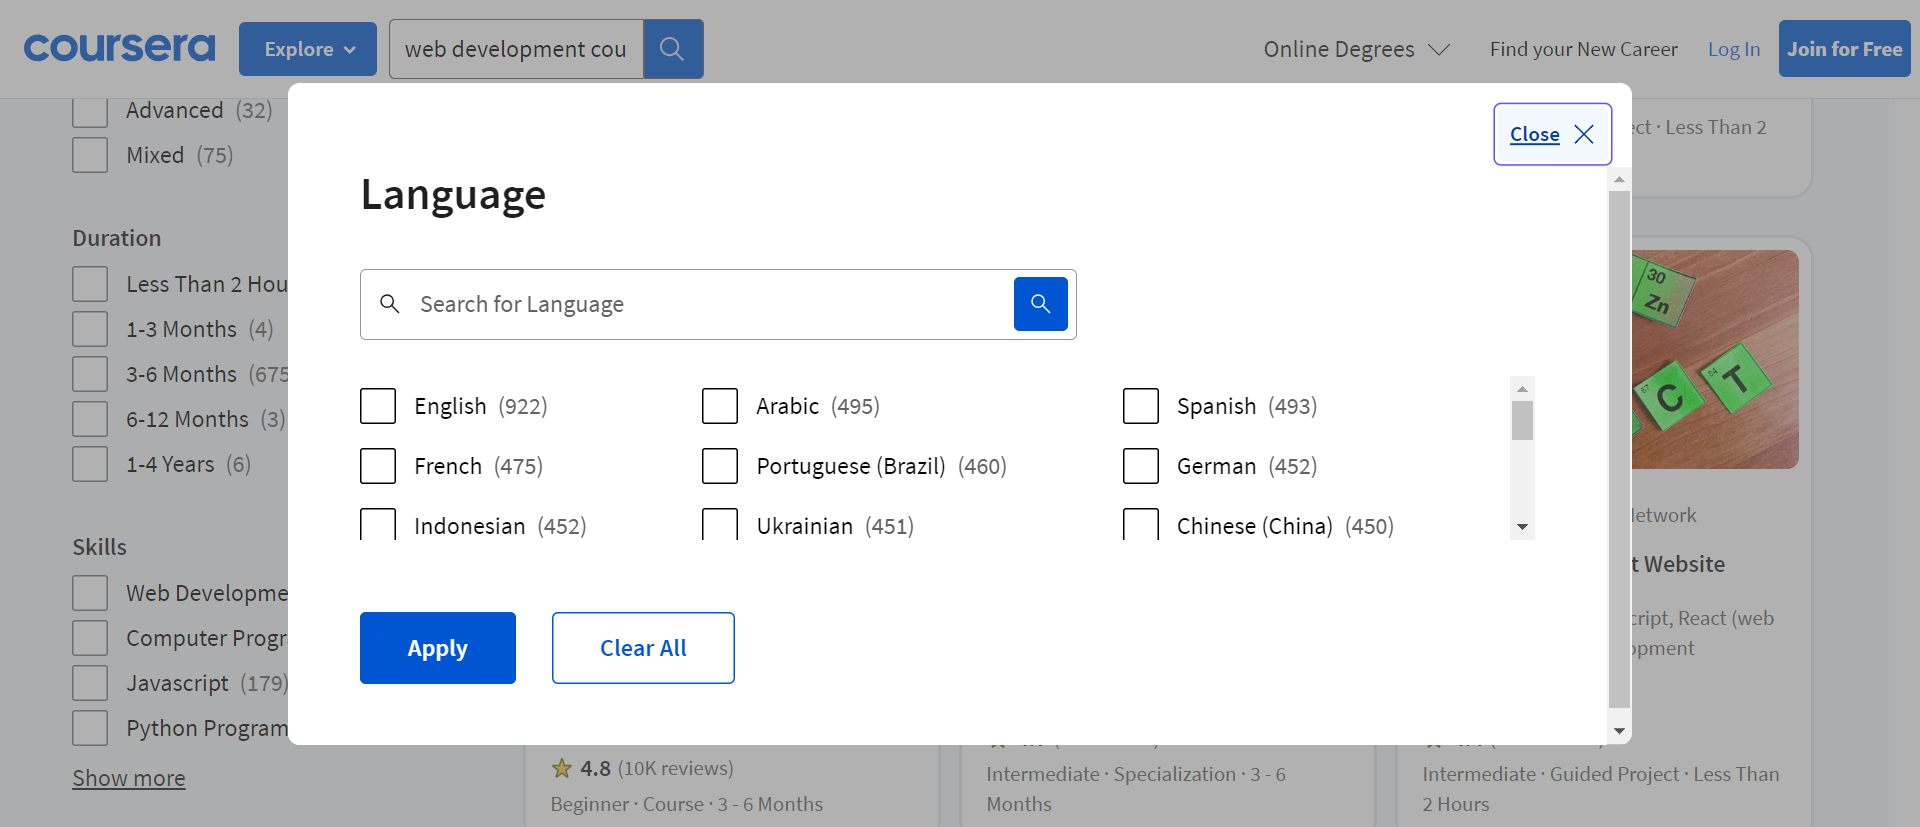 coursera
Explore
web development cou
Online Degrees
Find your New Career
Log In
Join for Free
Advanced (32)
Mixed (75)
Duration
Less Than 2 Hou
1-3 Months (4)
3-6 Months (675
6-12 Months (3)
1-4 Years (6)
Skills
Web Developme
Computer Progr
Javascript (179)
Python Program
Show more
Close
Language
Search for Language
English (922)
Arabic (495)
Spanish (493)
French (475)
Portuguese (Brazil) (460)
German (452)
Indonesian (452)
Ukrainian (451)
Chinese (China) (450)
Apply
Clear All
ect · Less Than 2
30
Zn
C
T
Network
t Website
cript, React (web
opment
4.8 (10K reviews)
Beginner · Course · 3 - 6 Months
Intermediate · Specialization · 3 - 6
Months
Intermediate · Guided Project · Less Than
2 Hours